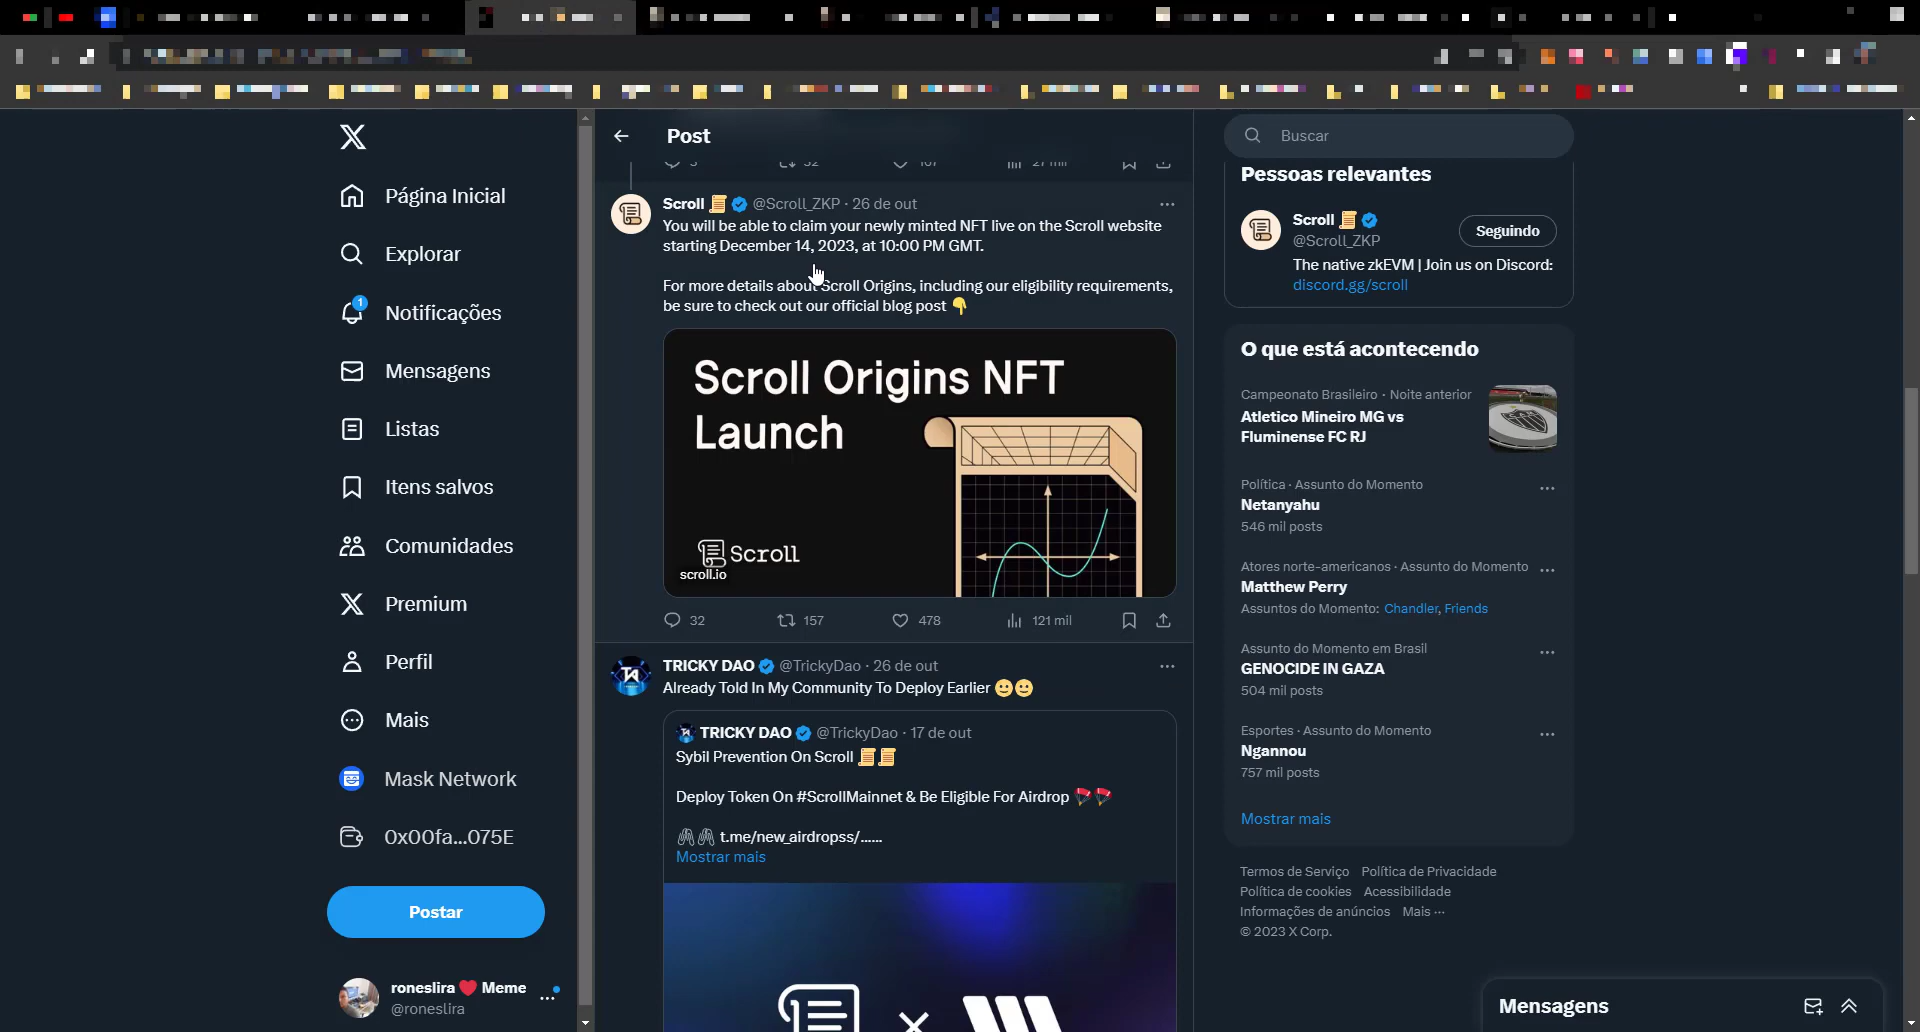 Página Inicial
Explorar
1
Notificações
Mensagens
Listas
Itens salvos
Comunidades
Premium
Perfil
Mais
Mask Network
0x00fa...075E
Postar
roneslira ❤️ Meme
@roneslira
Post
Scroll 📜 @Scroll_ZKP · 26 de out
You will be able to claim your newly minted NFT live on the Scroll website
starting December 14, 2023, at 10:00 PM GMT.
For more details about Scroll Origins, including our eligibility requirements,
be sure to check out our official blog post 👇
Scroll Origins NFT
Launch
Scroll
scroll.io
32 157 478 121 mil
TRICKY DAO @TrickyDao · 26 de out
Already Told In My Community To Deploy Earlier 🙂🙂
TRICKY DAO @TrickyDao · 17 de out
Sybil Prevention On Scroll 📜📜
Deploy Token On #ScrollMainnet & Be Eligible For Airdrop 🪂🪂
🖇🖇 t.me/new_airdropss/......
Mostrar mais
Buscar
Pessoas relevantes
Scroll 📜
@Scroll_ZKP
Seguindo
The native zkEVM | Join us on Discord:
discord.gg/scroll
O que está acontecendo
Campeonato Brasileiro · Noite anterior
Atletico Mineiro MG vs
Fluminense FC RJ
Política · Assunto do Momento
Netanyahu
546 mil posts
Atores norte-americanos · Assunto do Momento
Matthew Perry
Assuntos do Momento: Chandler, Friends
Assunto do Momento em Brasil
GENOCIDE IN GAZA
504 mil posts
Esportes · Assunto do Momento
Ngannou
757 mil posts
Mostrar mais
Termos de Serviço Política de Privacidade
Política de cookies Acessibilidade
Informações de anúncios Mais ···
© 2023 X Corp.
Mensagens